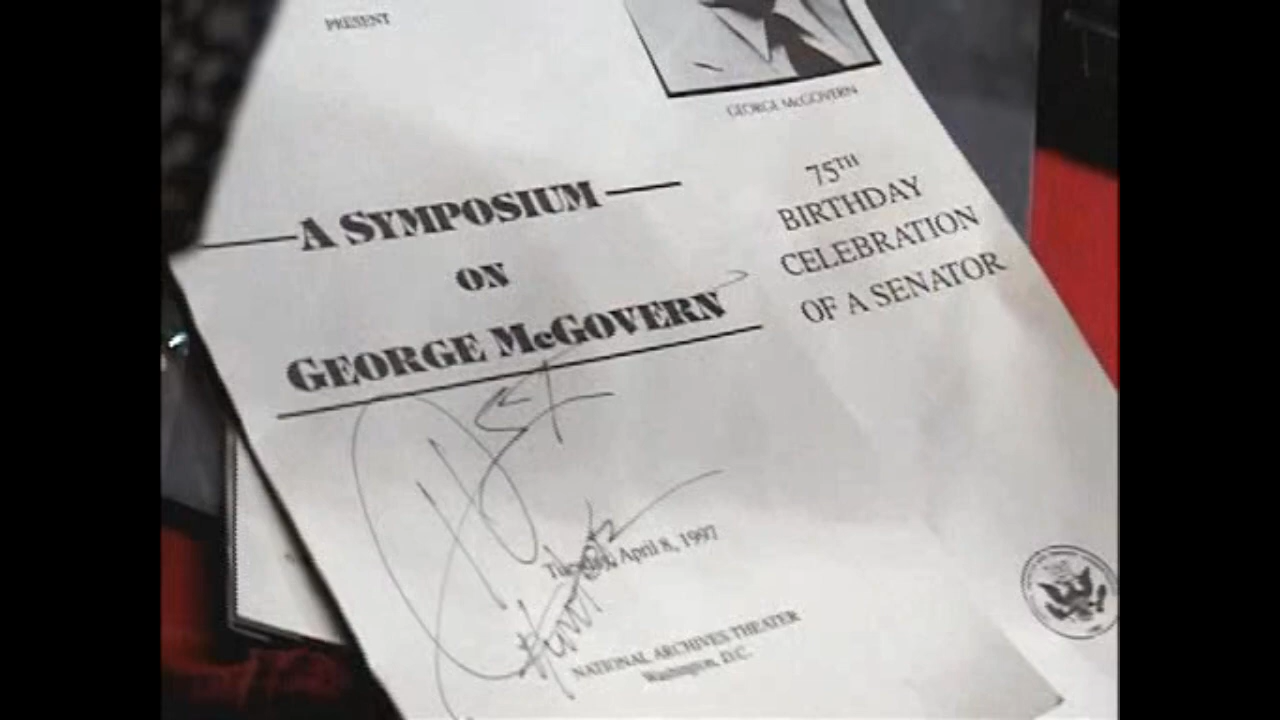 PRESENT
GEORGE McGOVERN
A SYMPOSIUM
ON
GEORGE McGOVERN
75TH
BIRTHDAY
CELEBRATION
OF A SENATOR
Tuesday, April 8, 1997
NATIONAL ARCHIVES THEATER
Washington, D.C.